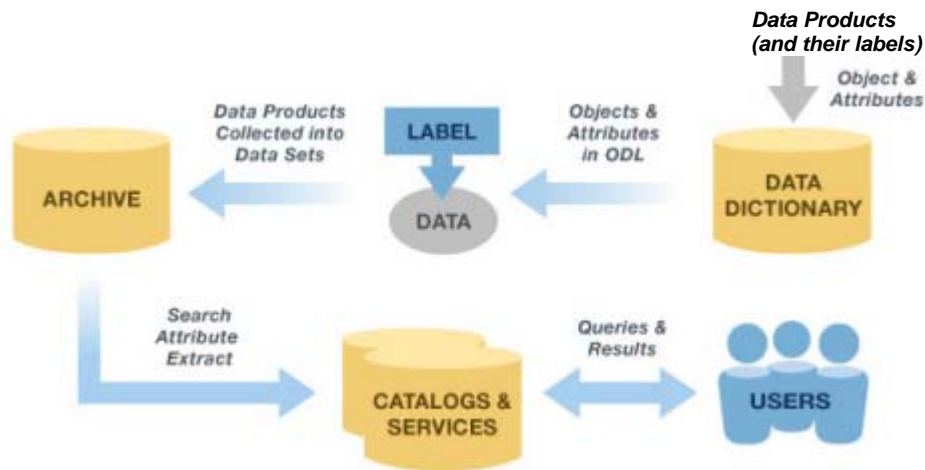 Data Products
(and their labels)
Object &
Attributes
Data Products
Collected into
Data Sets
LABEL
Objects &
Attributes
in ODL
ARCHIVE
DATA
DATA
DICTIONARY
Search
Attribute
Extract
Queries &
Results
CATALOGS &
SERVICES
USERS